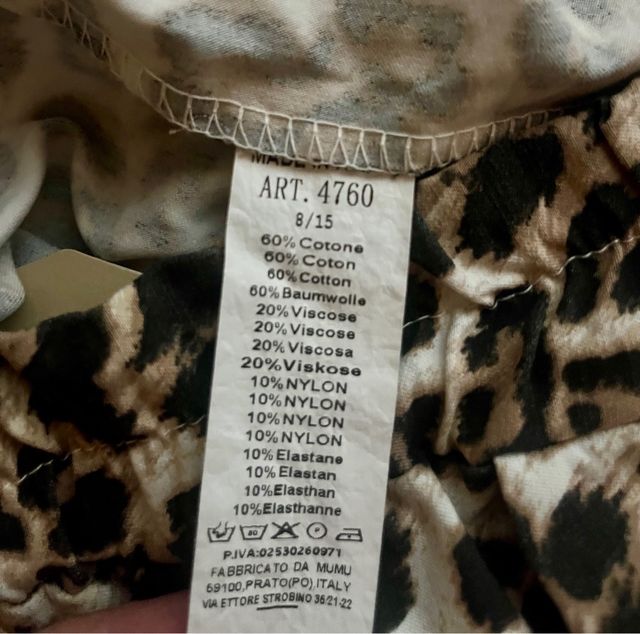 MADE IN
ART. 4760
8/15
60% Cotone
60% Coton
60% Cotton
60% Baumwolle
20% Viscose
20% Viscose
20% Viscosa
20% Viskose
10% NYLON
10% NYLON
10% NYLON
10% NYLON
10% Elastane
10% Elastan
10% Elasthan
10% Elasthanne
P.IVA:02530260971
FABBRICATO DA MUMU
59100,PRATO(PO),ITALY
VIA ETTORE STROBINO 36/21-22